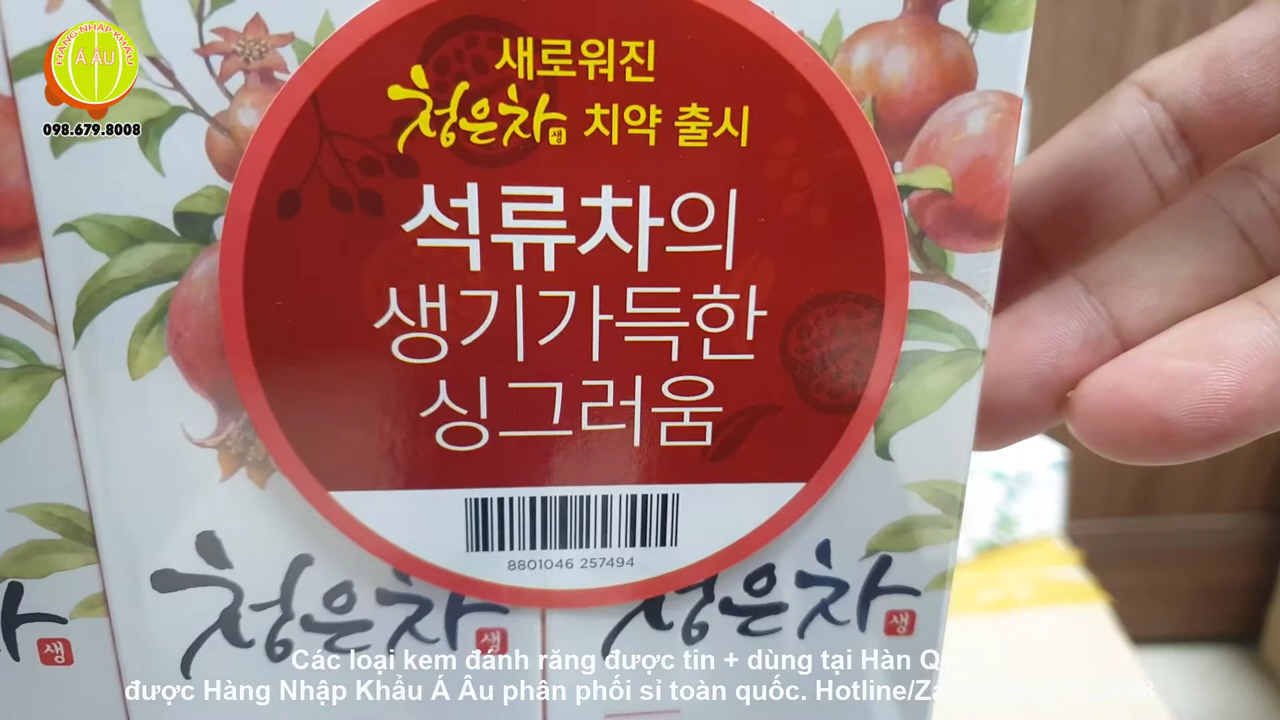 HÀNG NHẬP KHẨU
Á ÂU
098.679.8008
새로워진
청은차 생 치약 출시
석류차의
생기가득한
싱그러움
8801046 257494
청은차 생
청은차 생
차 생
Các loại kem đánh răng được tin + dùng tại Hàn
được Hàng Nhập Khẩu Á Âu phân phối sỉ toàn quốc. Hotline/